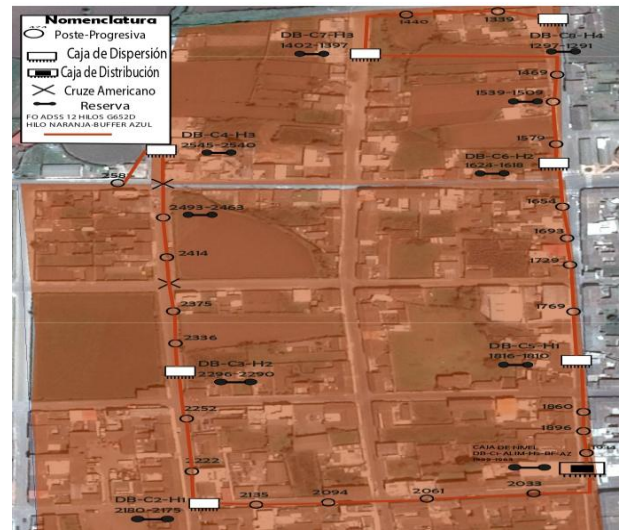 Nomenclatura
Poste-Progresiva
Caja de Dispersión
Caja de Distribución
Cruze Americano
Reserva
FO ADSS 12 HILOS G652D
HILO NARANJA-BUFFER AZUL
1440
1339
DB-C7-H3
1402-1397
DB-C8-H4
1297-1291
1469
1539-1509
1579
DB-C4-H3
2545-2540
DB-C6-H2
1624-1618
258
2493-2463
1654
1693
2414
1729
2375
1769
2336
DB-C5-H1
1816-1810
DB-C3-H2
2296-2290
2252
1860
1896
CAJA DE NIVEL
2222
2135
2094
2061
2033
DB-C2-H1
2180-2175